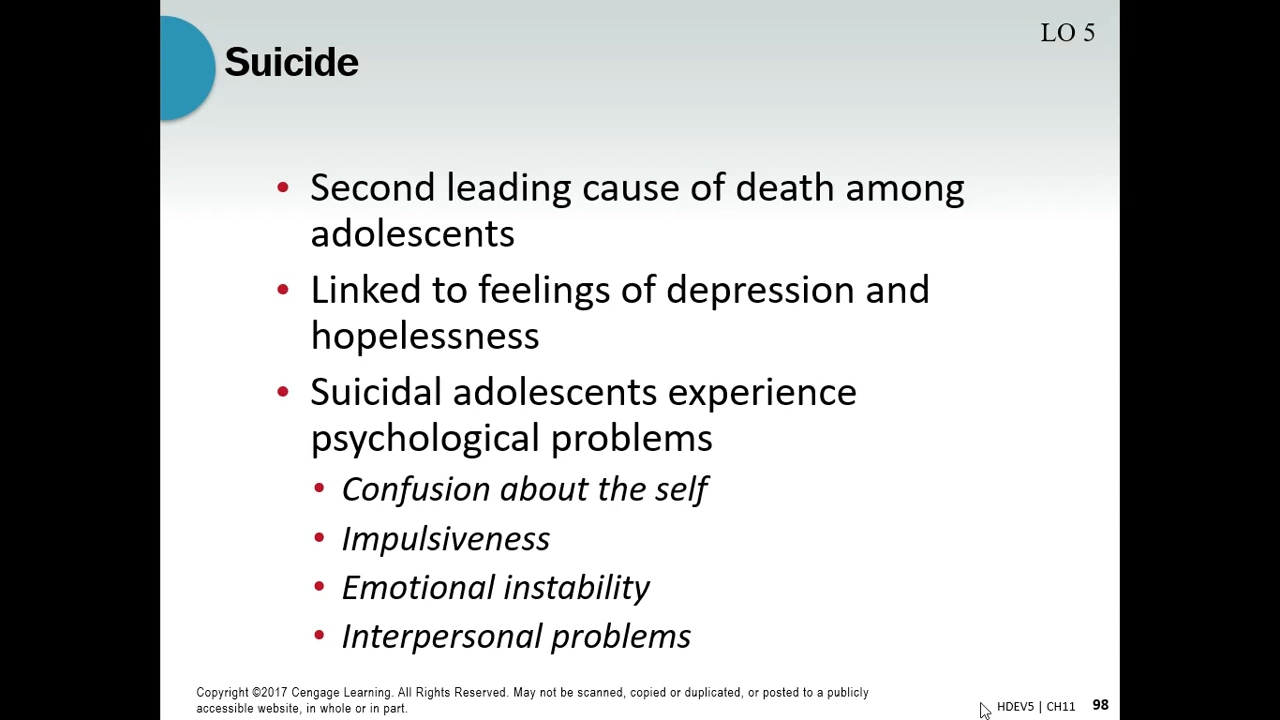 LO 5
Suicide
• Second leading cause of death among
adolescents
• Linked to feelings of depression and
hopelessness
• Suicidal adolescents experience
psychological problems
• Confusion about the self
• Impulsiveness
• Emotional instability
• Interpersonal problems
Copyright ©2017 Cengage Learning. All Rights Reserved. May not be scanned, copied or duplicated, or posted to a publicly
accessible website, in whole or in part.
HDEV5 | CH11 98